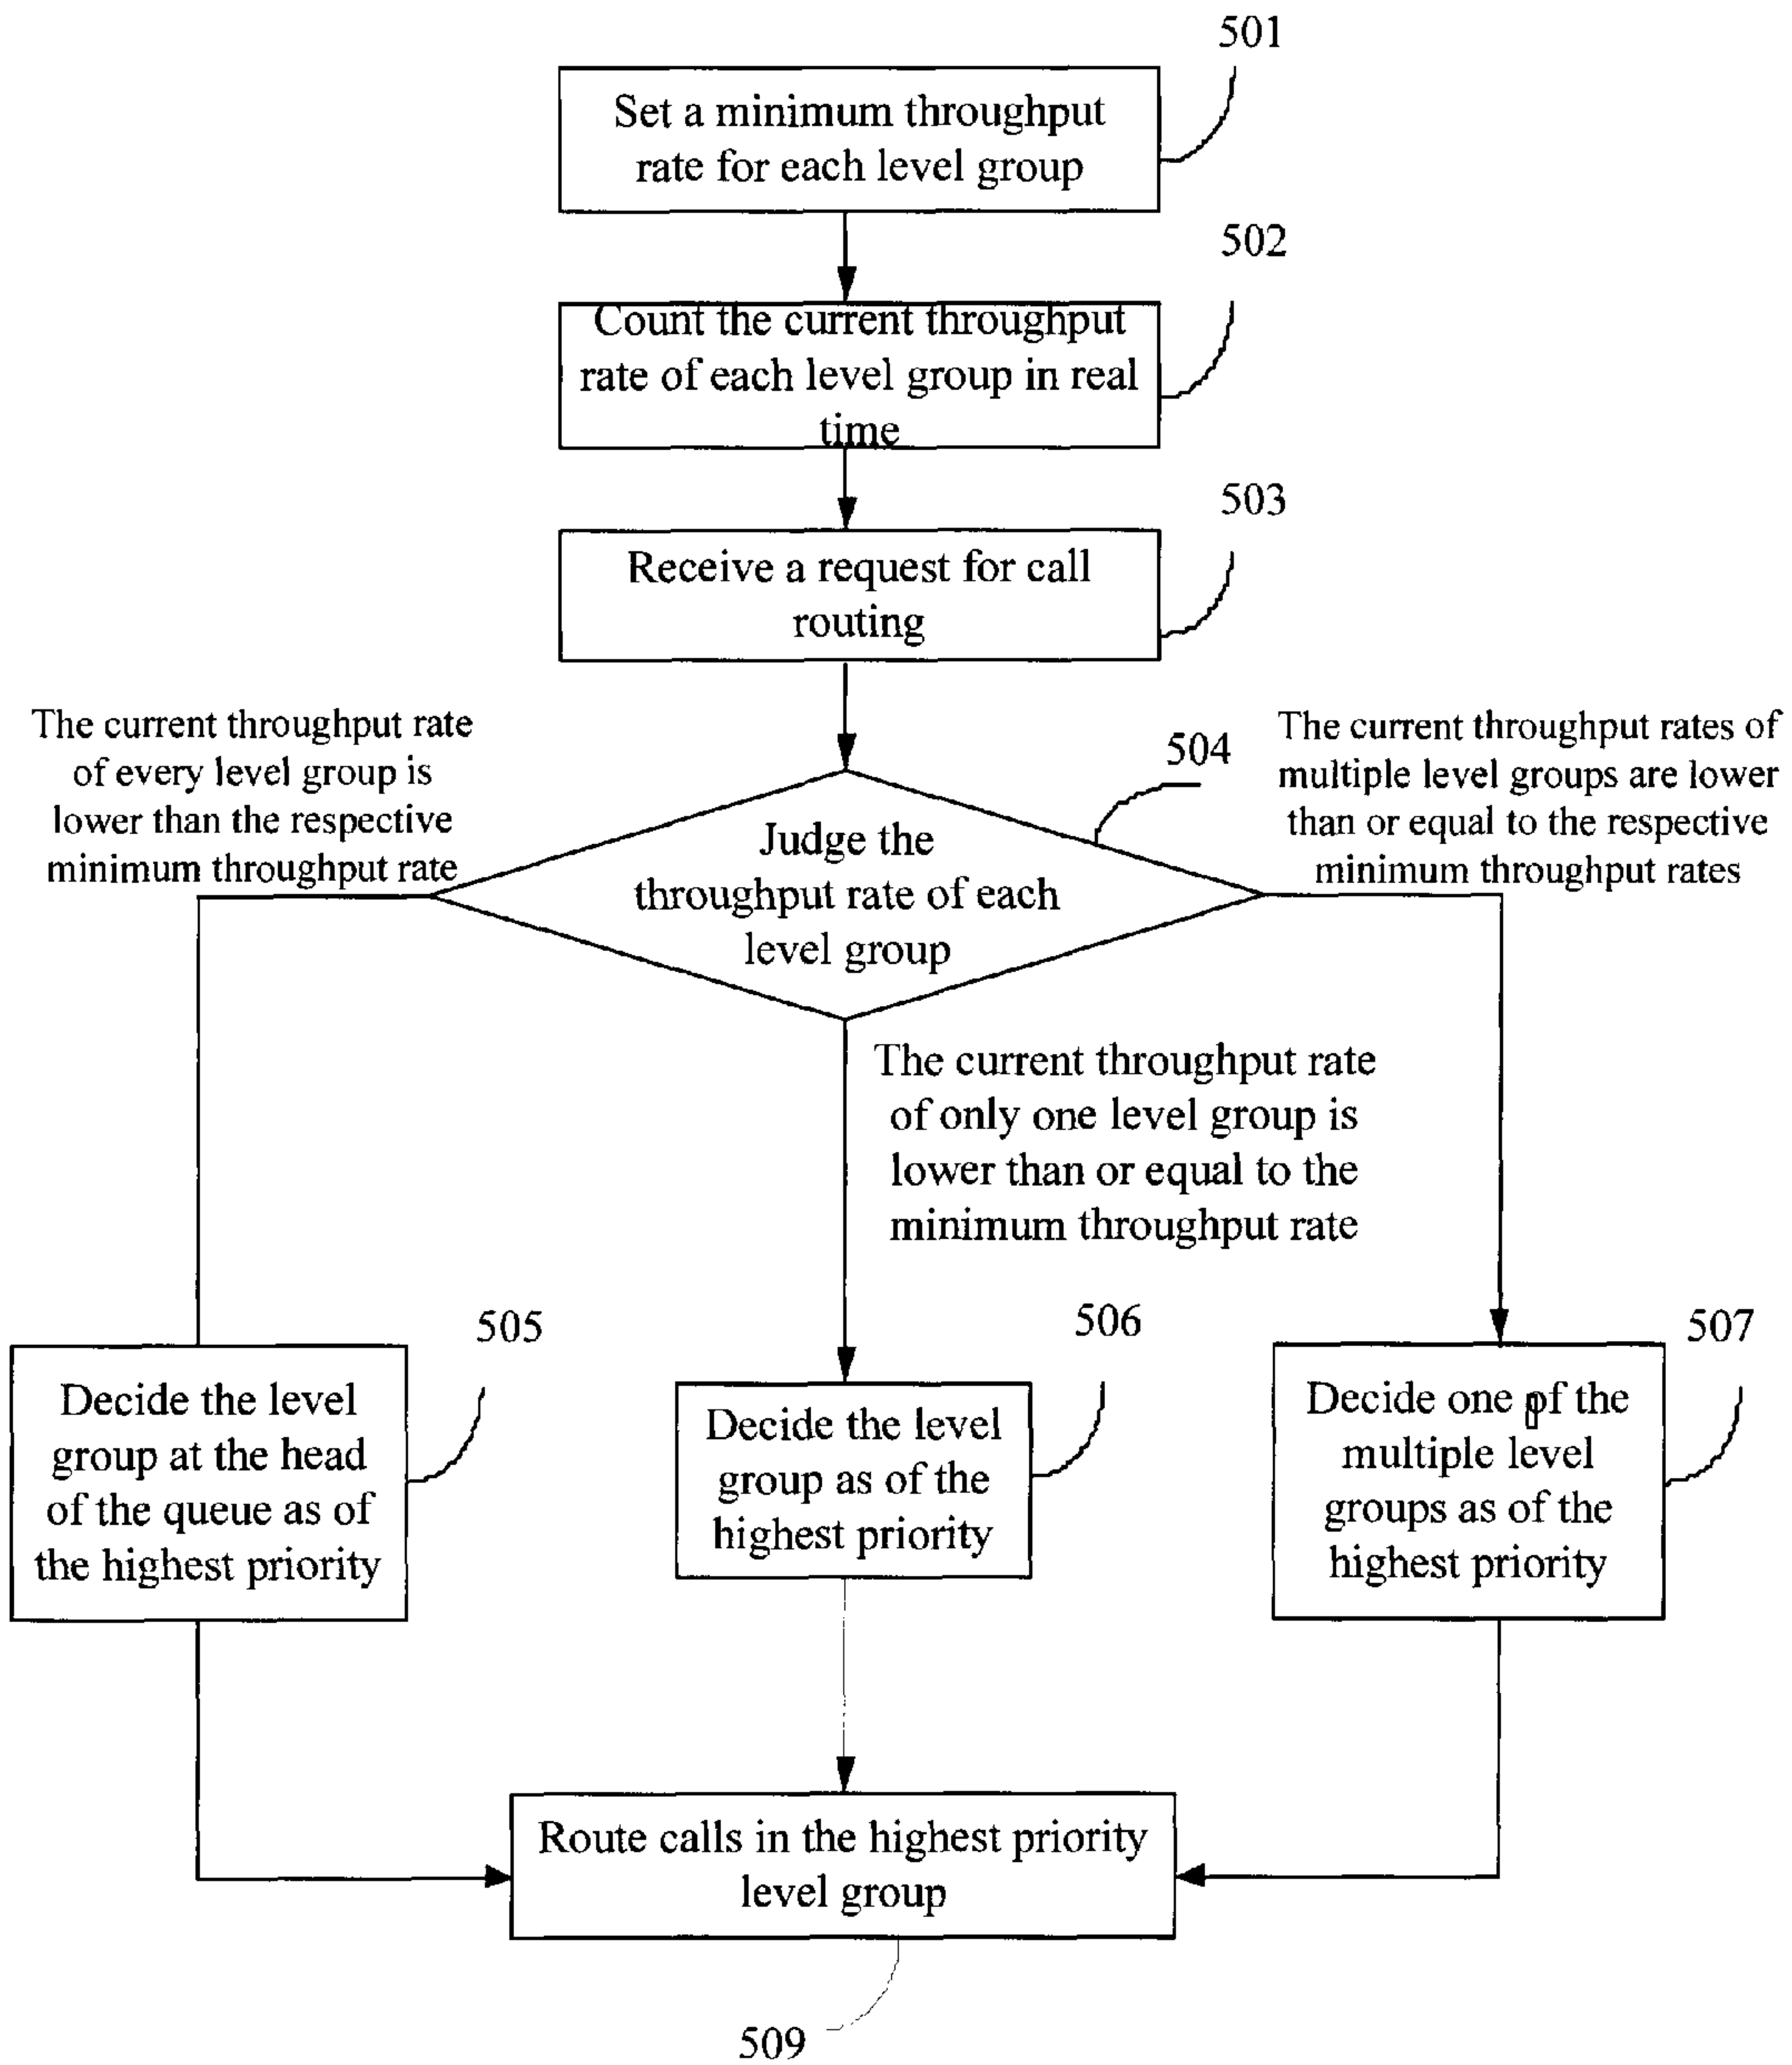 501
Set a minimum throughput
rate for each level group
502
Count the current throughput
rate of each level group in real
time
503
Receive a request for call
routing
The current throughput rate
of every level group is
lower than the respective
minimum throughput rate
504
The current throughput rates of
multiple level groups are lower
than or equal to the respective
minimum throughput rates
Judge the
throughput rate of each
level group
The current throughput rate
of only one level group is
lower than or equal to the
minimum throughput rate
505
Decide the level
group at the head
of the queue as of
the highest priority
506
Decide the level
group as of the
highest priority
507
Decide one of the
multiple level
groups as of the
highest priority
Route calls in the highest priority
level group
509